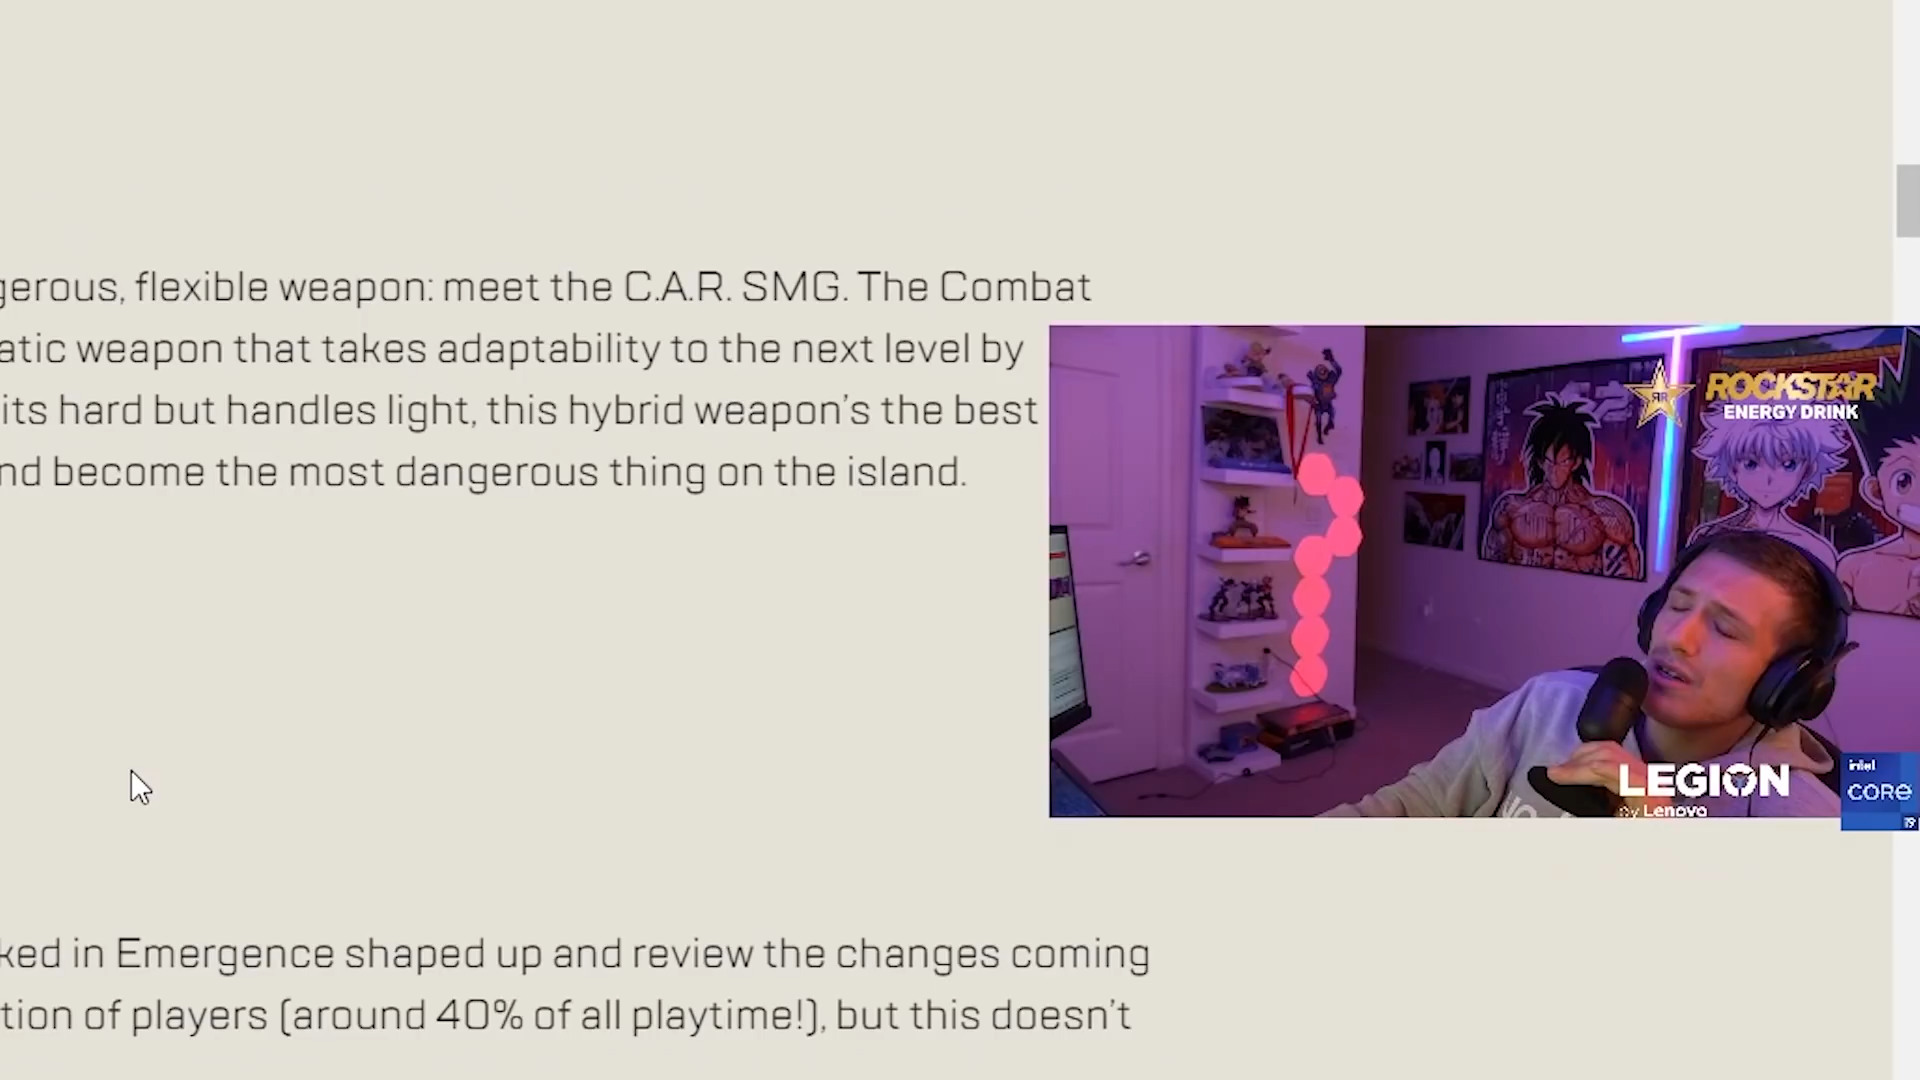 gerous, flexible weapon: meet the C.A.R. SMG. The Combat
atic weapon that takes adaptability to the next level by
its hard but handles light, this hybrid weapon's the best
nd become the most dangerous thing on the island.
ROCKSTAR
ENERGY DRINK
LEGION
by Lenovo
intel
CORE
i9
ked in Emergence shaped up and review the changes coming
tion of players (around 40% of all playtime!), but this doesn't